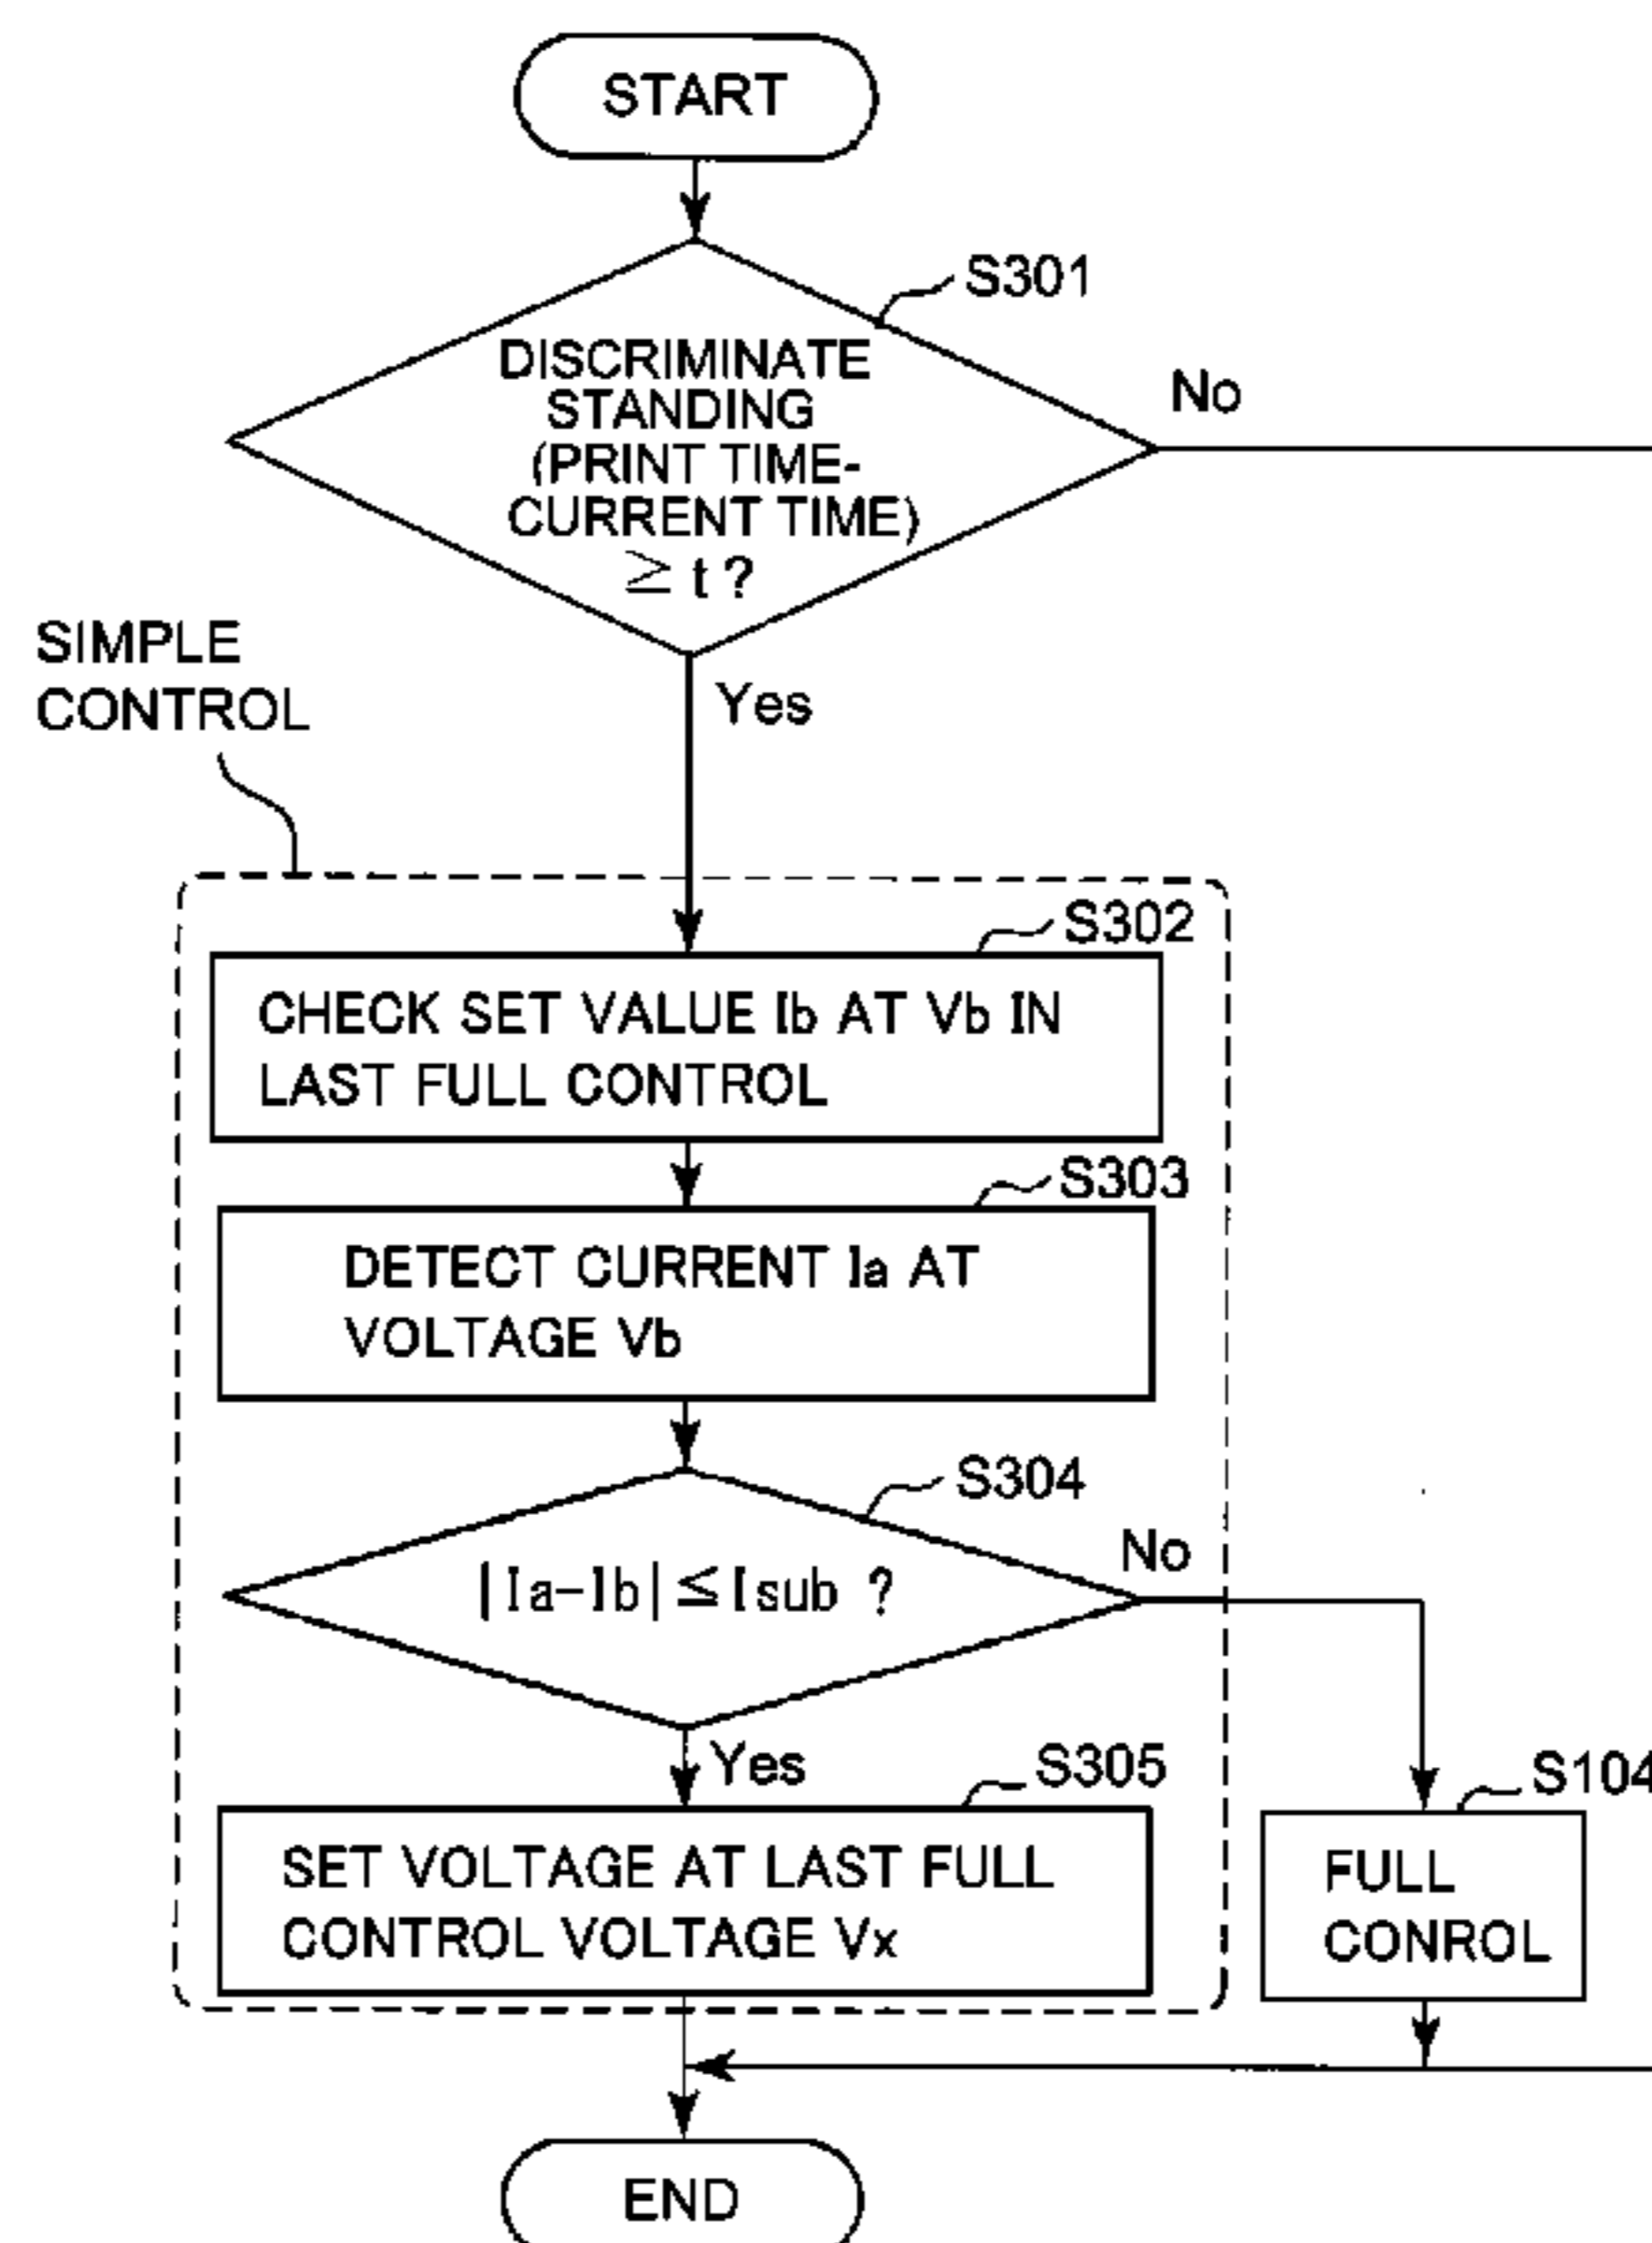 START
S301
DISCRIMINATE
STANDING
(PRINT TIME-
CURRENT TIME)
≧ t ?
No
Yes
SIMPLE
CONTROL
S302
CHECK SET VALUE Ib AT Vb IN
LAST FULL CONTROL
S303
DETECT CURRENT Ia AT
VOLTAGE Vb
S304
|Ia-Ib| ≦ Isub ?
No
Yes
S305
SET VOLTAGE AT LAST FULL
CONTROL VOLTAGE Vx
S104
FULL
CONROL
END